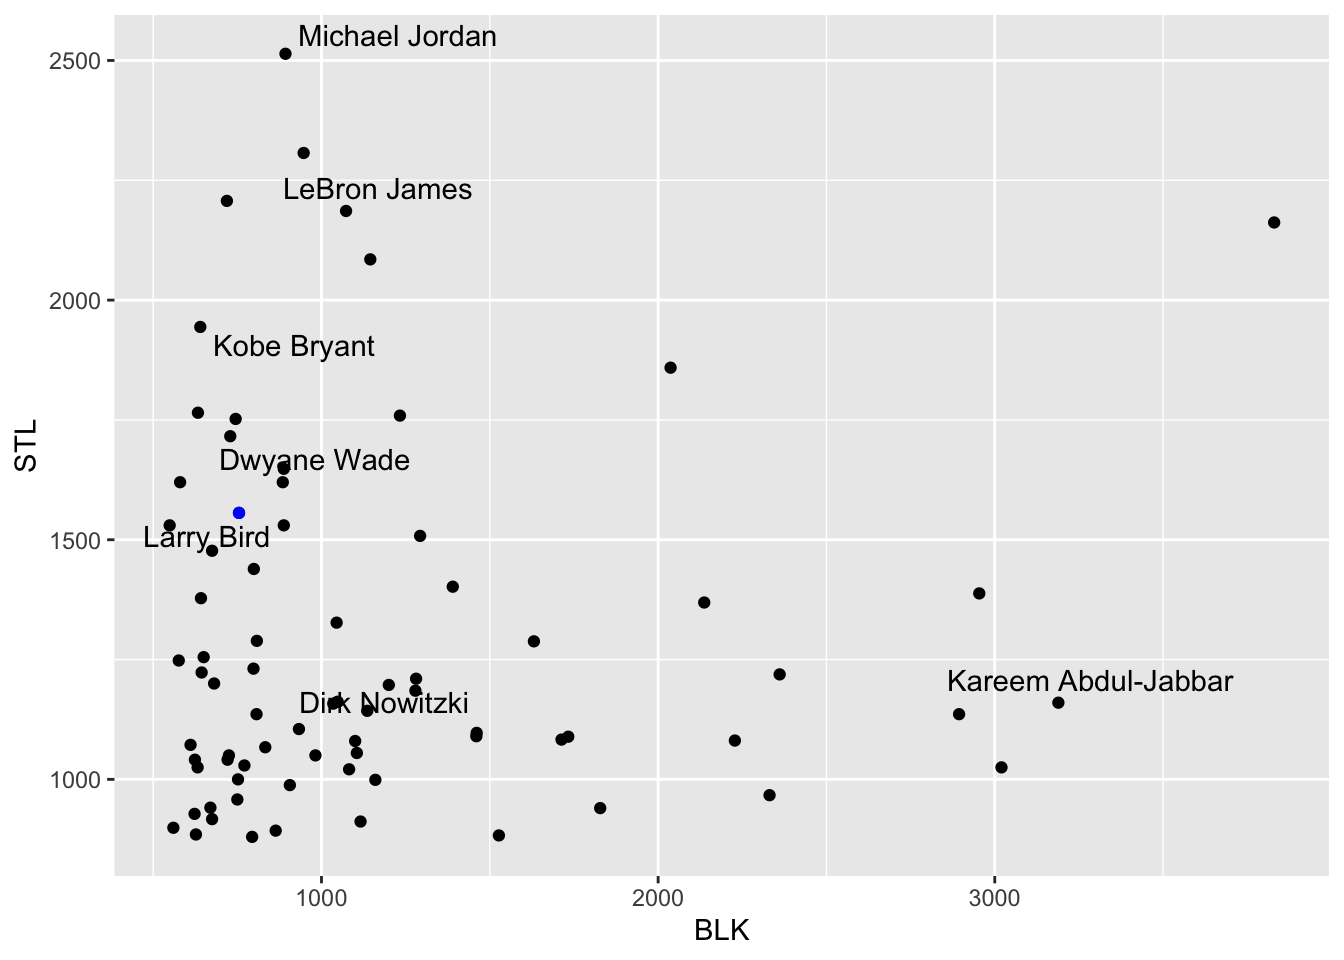 Michael Jordan
2500
LeBron James
2000
Kobe Bryant
STL
Dwyane Wade
1500
Larry Bird
Kareem Abdul-Jabbar
Dirk Nowitzki
1000
1000
2000
3000
BLK